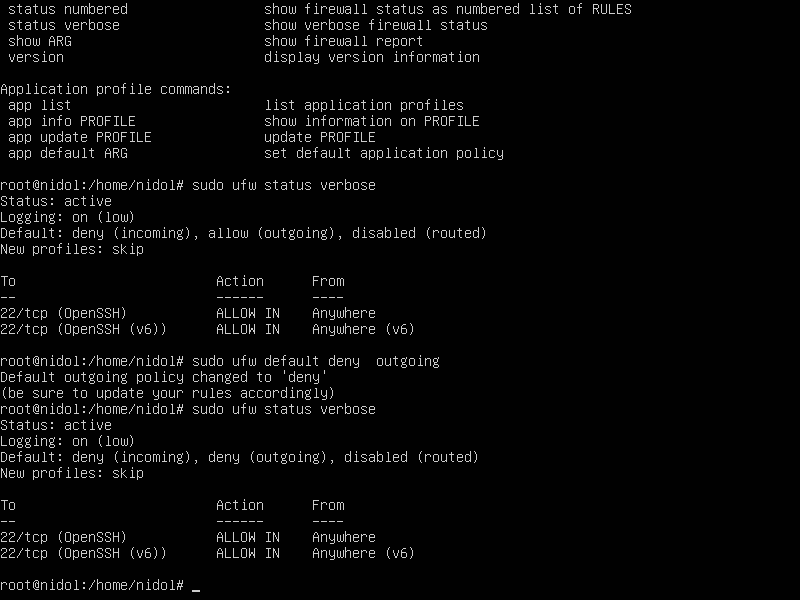 status numbered                 show firewall status as numbered list of RULES
status verbose                  show verbose firewall status
show ARG                        show firewall report
version                         display version information
Application profile commands:
app list                        list application profiles
app info PROFILE                show information on PROFILE
app update PROFILE              update PROFILE
app default ARG                 set default application policy
root@nidol:/home/nidol# sudo ufw status verbose
Status: active
Logging: on (low)
Default: deny (incoming), allow (outgoing), disabled (routed)
New profiles: skip
To                         Action      From
--                         ------      ----
22/tcp (OpenSSH)           ALLOW IN    Anywhere
22/tcp (OpenSSH (v6))      ALLOW IN    Anywhere (v6)
root@nidol:/home/nidol# sudo ufw default deny  outgoing
Default outgoing policy changed to 'deny'
(be sure to update your rules accordingly)
root@nidol:/home/nidol# sudo ufw status verbose
Status: active
Logging: on (low)
Default: deny (incoming), deny (outgoing), disabled (routed)
New profiles: skip
To                         Action      From
--                         ------      ----
22/tcp (OpenSSH)           ALLOW IN    Anywhere
22/tcp (OpenSSH (v6))      ALLOW IN    Anywhere (v6)
root@nidol:/home/nidol# _